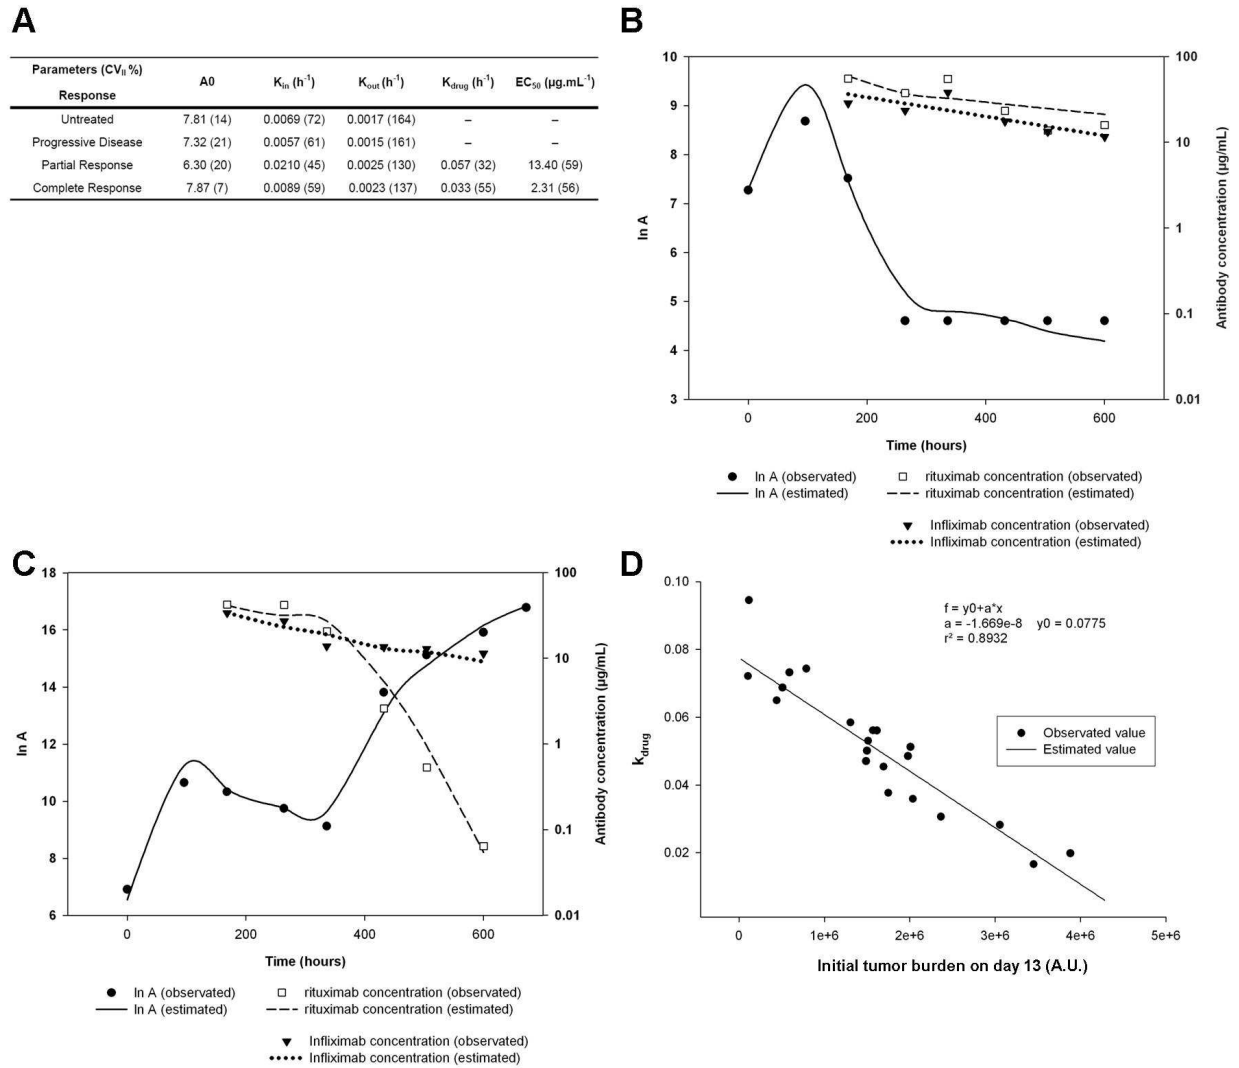 A
Parameters (CVII %)
Response
A0 Kin (h-1) Kout (h-1) Kdrug (h-1) EC50 (µg.mL-1)
Untreated 7.81 (14) 0.0069 (72) 0.0017 (164) – –
Progressive Disease 7.32 (21) 0.0057 (61) 0.0015 (161) – –
Partial Response 6.30 (20) 0.0210 (45) 0.0025 (130) 0.057 (32) 13.40 (59)
Complete Response 7.87 (7) 0.0089 (59) 0.0023 (137) 0.033 (55) 2.31 (56)
B
10
9
8
7
6
5
4
3
ln A
100
10
1
0.1
0.01
Antibody concentration (µg/mL)
0 200 400 600
Time (hours)
ln A (observated) rituximab concentration (observated)
ln A (estimated) rituximab concentration (estimated)
Infliximab concentration (observated)
Infliximab concentration (estimated)
C
18
16
14
12
10
8
6
ln A
100
10
1
0.1
0.01
Antibody concentration (µg/mL)
0 200 400 600
Time (hours)
ln A (observated) rituximab concentration (observated)
ln A (estimated) rituximab concentration (estimated)
Infliximab concentration (observated)
Infliximab concentration (estimated)
D
0.10
0.08
0.06
0.04
0.02
kdrug
f = y0+a*x
a = -1.669e-8 y0 = 0.0775
r² = 0.8932
Observed value
Estimated value
0 1e+6 2e+6 3e+6 4e+6 5e+6
Initial tumor burden on day 13 (A.U.)